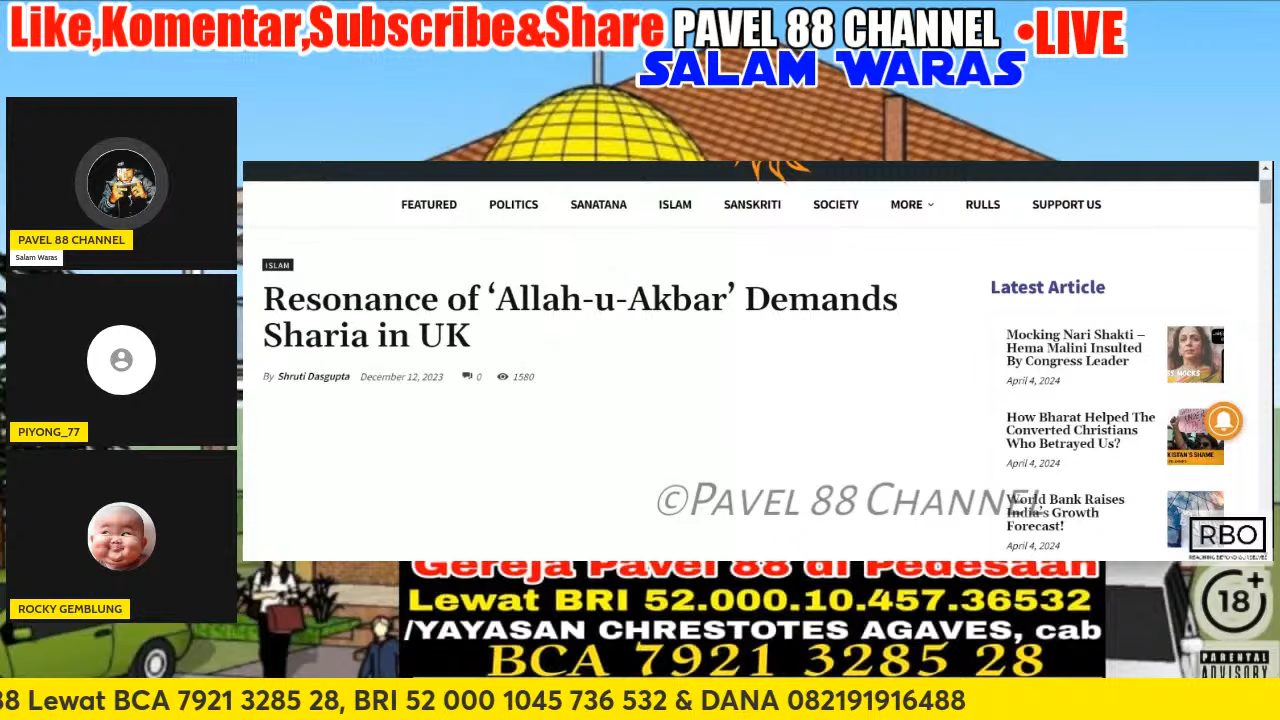 Like,Komentar,Subscribe&Share PAVEL 88 CHANNEL •LIVE
SALAM WARAS
PAVEL 88 CHANNEL
Salam Waras
PIYONG_77
ROCKY GEMBLUNG
FEATURED POLITICS SANATANA ISLAM SANSKRITI SOCIETY MORE RULLS SUPPORT US
ISLAM
Resonance of ‘Allah-u-Akbar’ Demands
Sharia in UK
By Shruti Dasgupta December 12, 2023 0 1580
Latest Article
Mocking Nari Shakti –
Hema Malini Insulted
By Congress Leader
April 4, 2024
How Bharat Helped The
Converted Christians
Who Betrayed Us?
April 4, 2024
World Bank Raises
India's Growth
Forecast!
April 4, 2024
©PAVEL 88 CHANNEL
RBO
REACHING BEYOND OURSELVES
Gereja Pavel 88 di Pedesaan
Lewat BRI 52.000.10.457.36532
/YAYASAN CHRESTOTES AGAVES, cab
BCA 7921 3285 28
18+
PARENTAL
ADVISORY
88 Lewat BCA 7921 3285 28, BRI 52 000 1045 736 532 & DANA 082191916488